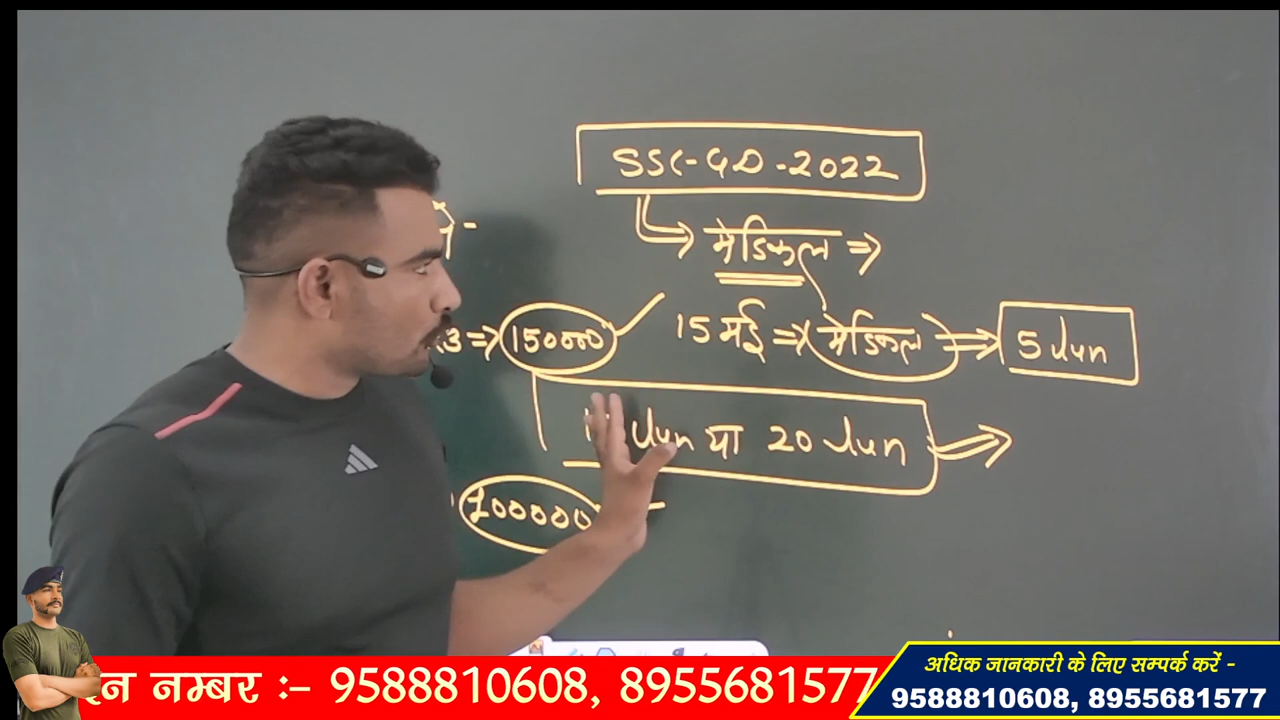 SSC-GD-2022
मेडिकल ⇒
⇒ 150000
15 मई ⇒ मेडिकल ⇒ 5 Jun
Jun या 20 Jun ⇒
100000
नम्बर :- 9588810608, 8955681577
अधिक जानकारी के लिए सम्पर्क करें -
9588810608, 8955681577